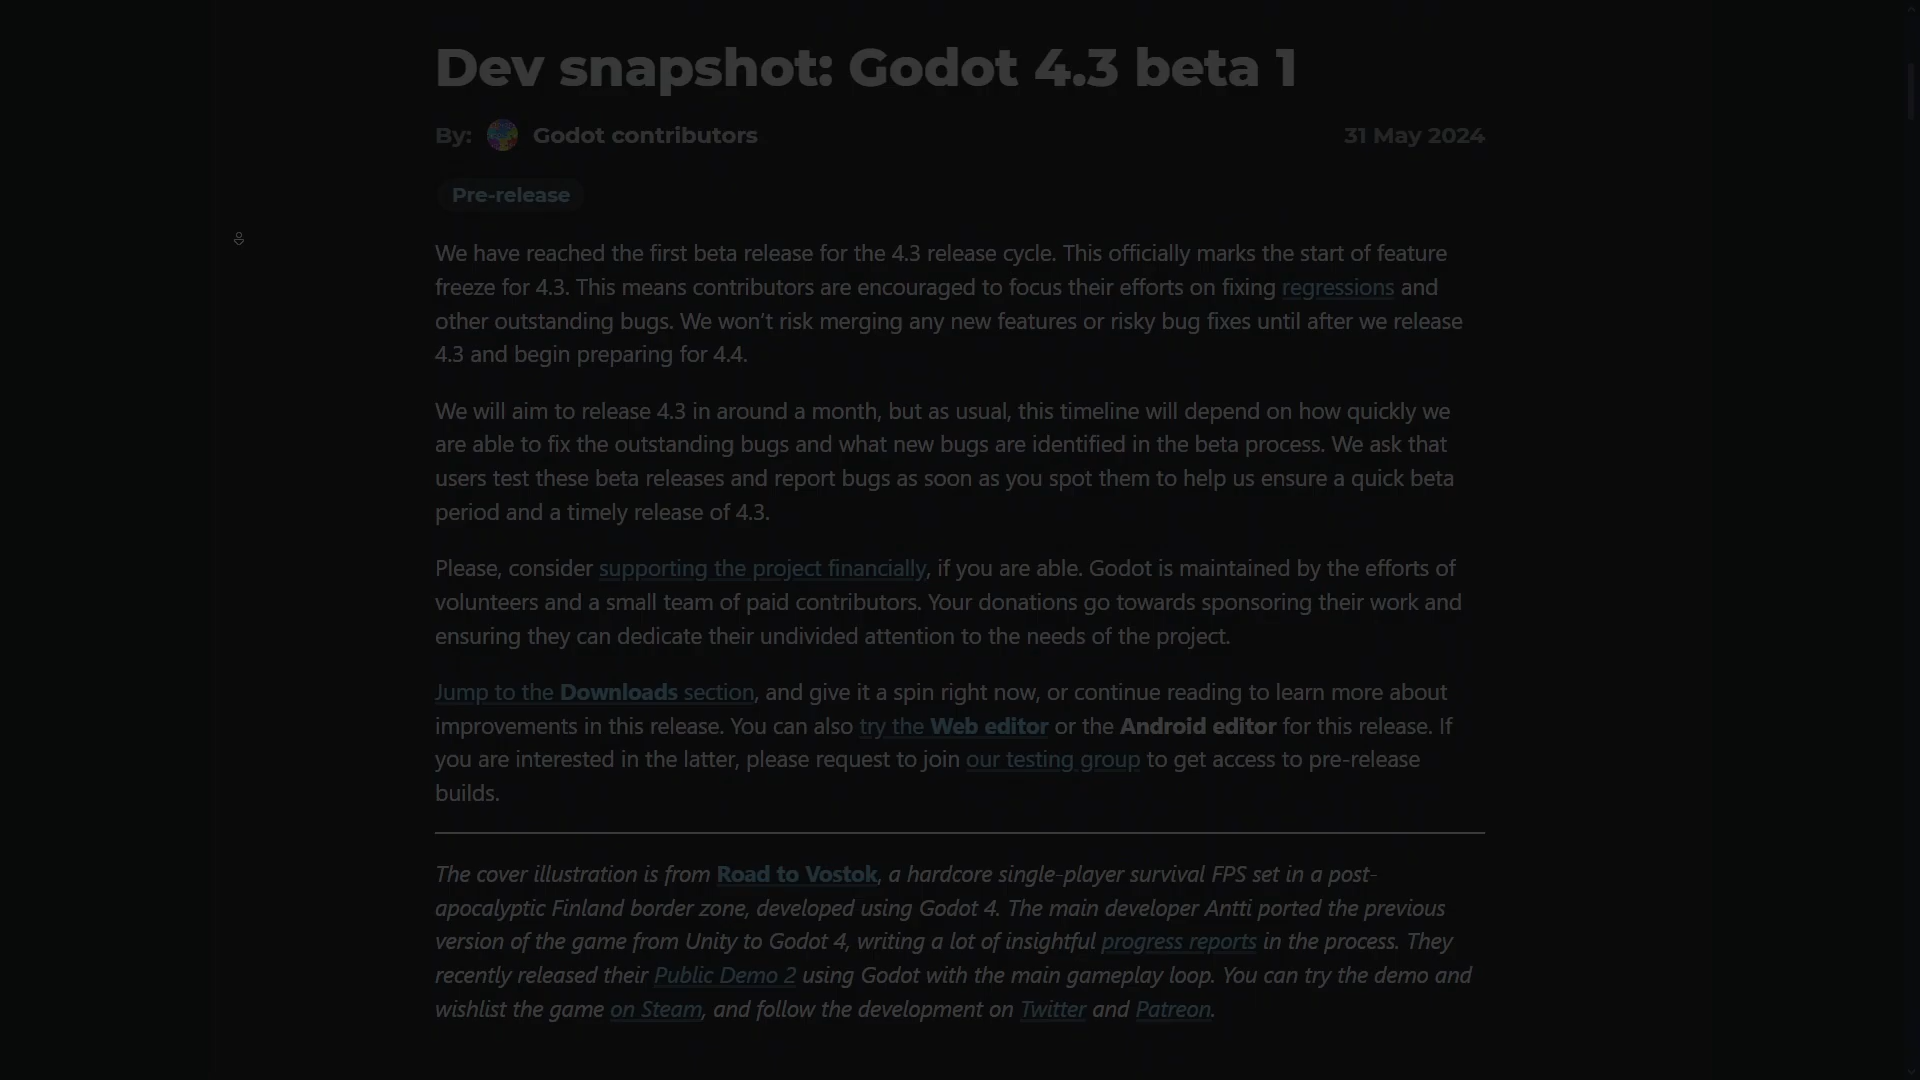 Dev snapshot: Godot 4.3 beta 1
By: Godot contributors 31 May 2024
Pre-release
We have reached the first beta release for the 4.3 release cycle. This officially marks the start of feature
freeze for 4.3. This means contributors are encouraged to focus their efforts on fixing regressions and
other outstanding bugs. We won’t risk merging any new features or risky bug fixes until after we release
4.3 and begin preparing for 4.4.
We will aim to release 4.3 in around a month, but as usual, this timeline will depend on how quickly we
are able to fix the outstanding bugs and what new bugs are identified in the beta process. We ask that
users test these beta releases and report bugs as soon as you spot them to help us ensure a quick beta
period and a timely release of 4.3.
Please, consider supporting the project financially, if you are able. Godot is maintained by the efforts of
volunteers and a small team of paid contributors. Your donations go towards sponsoring their work and
ensuring they can dedicate their undivided attention to the needs of the project.
Jump to the Downloads section, and give it a spin right now, or continue reading to learn more about
improvements in this release. You can also try the Web editor or the Android editor for this release. If
you are interested in the latter, please request to join our testing group to get access to pre-release
builds.
The cover illustration is from Road to Vostok, a hardcore single-player survival FPS set in a post-
apocalyptic Finland border zone, developed using Godot 4. The main developer Antti ported the previous
version of the game from Unity to Godot 4, writing a lot of insightful progress reports in the process. They
recently released their Public Demo 2 using Godot with the main gameplay loop. You can try the demo and
wishlist the game on Steam, and follow the development on Twitter and Patreon.